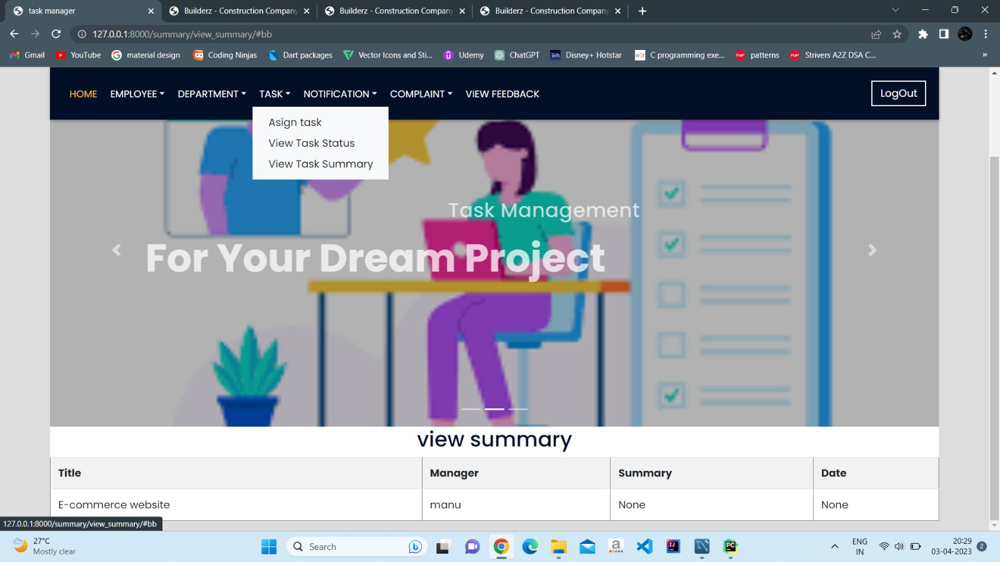 task manager
Builderz - Construction Company
Builderz - Construction Company
Builderz - Construction Company
127.0.0.1:8000/summary/view_summary/#bb
Gmail
YouTube
material design
Coding Ninjas
Dart packages
Vector Icons and Sti...
Udemy
ChatGPT
Disney+ Hotstar
C programming exe...
patterns
Strivers A2Z DSA C...
»
HOME
EMPLOYEE
DEPARTMENT
TASK
NOTIFICATION
COMPLAINT
VIEW FEEDBACK
LogOut
Asign task
View Task Status
View Task Summary
Task Management
For Your Dream Project
view summary
Title Manager Summary Date
E-commerce website manu None None
127.0.0.1:8000/summary/view_summary/#bb
27°C
Mostly clear
Search
ENG
IN
20:29
03-04-2023
2